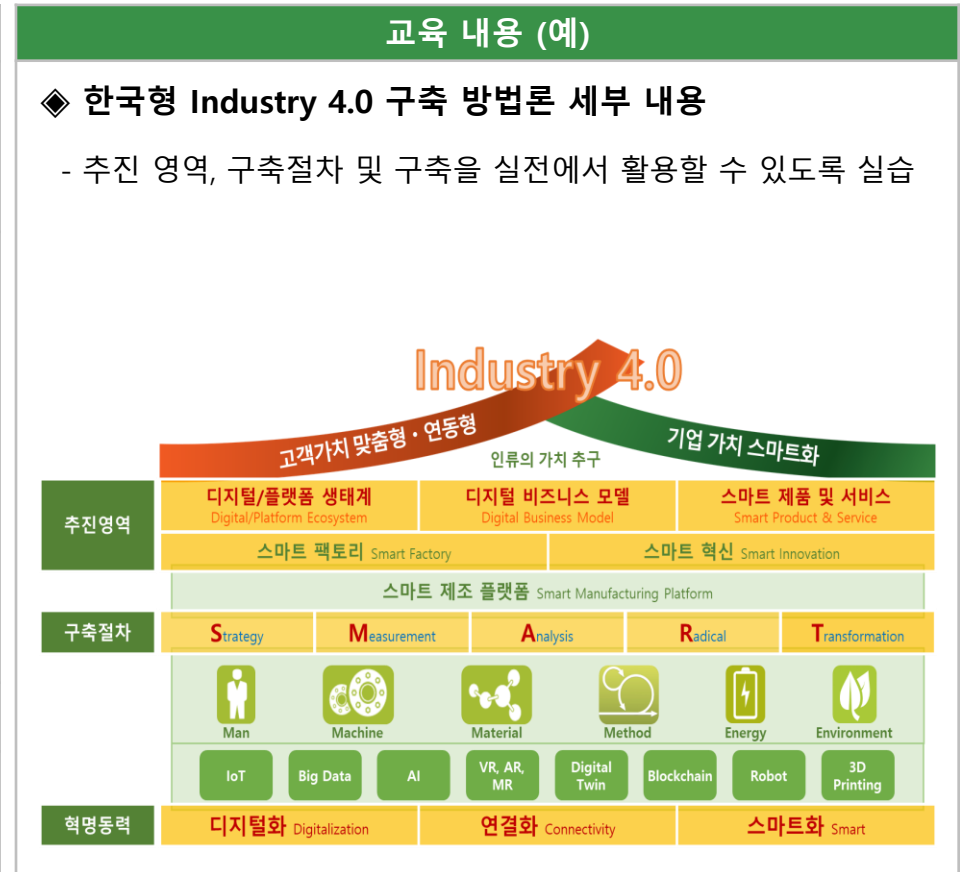 교육 내용 (예)
◈ 한국형 Industry 4.0 구축 방법론 세부 내용
- 추진 영역, 구축절차 및 구축을 실전에서 활용할 수 있도록 실습
Industry 4.0
고객가치 맞춤형 · 연동형
기업 가치 스마트화
인류의 가치 추구
추진영역
디지털/플랫폼 생태계
Digital/Platform Ecosystem
디지털 비즈니스 모델
Digital Business Model
스마트 제품 및 서비스
Smart Product & Service
스마트 팩토리 Smart Factory
스마트 혁신 Smart Innovation
스마트 제조 플랫폼 Smart Manufacturing Platform
구축절차
Strategy
Measurement
Analysis
Radical
Transformation
Man
Machine
Material
Method
Energy
Environment
IoT
Big Data
AI
VR, AR,
MR
Digital
Twin
Blockchain
Robot
3D
Printing
혁명동력
디지털화 Digitalization
연결화 Connectivity
스마트화 Smart